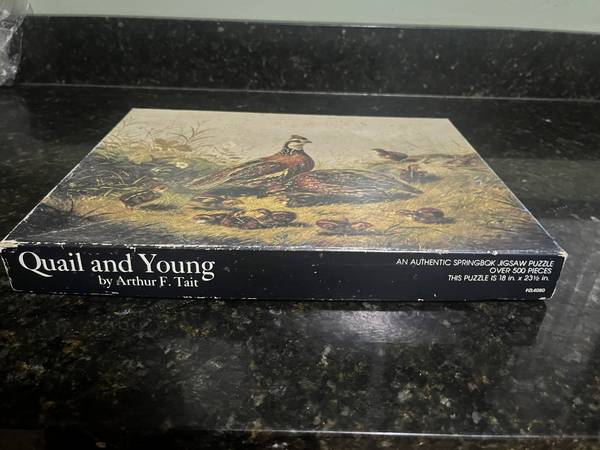 Quail and Young
by Arthur F. Tait
AN AUTHENTIC SPRINGBOK JIGSAW PUZZLE
OVER 500 PIECES
THIS PUZZLE IS 18 in. x 23½ in.
PZL4080